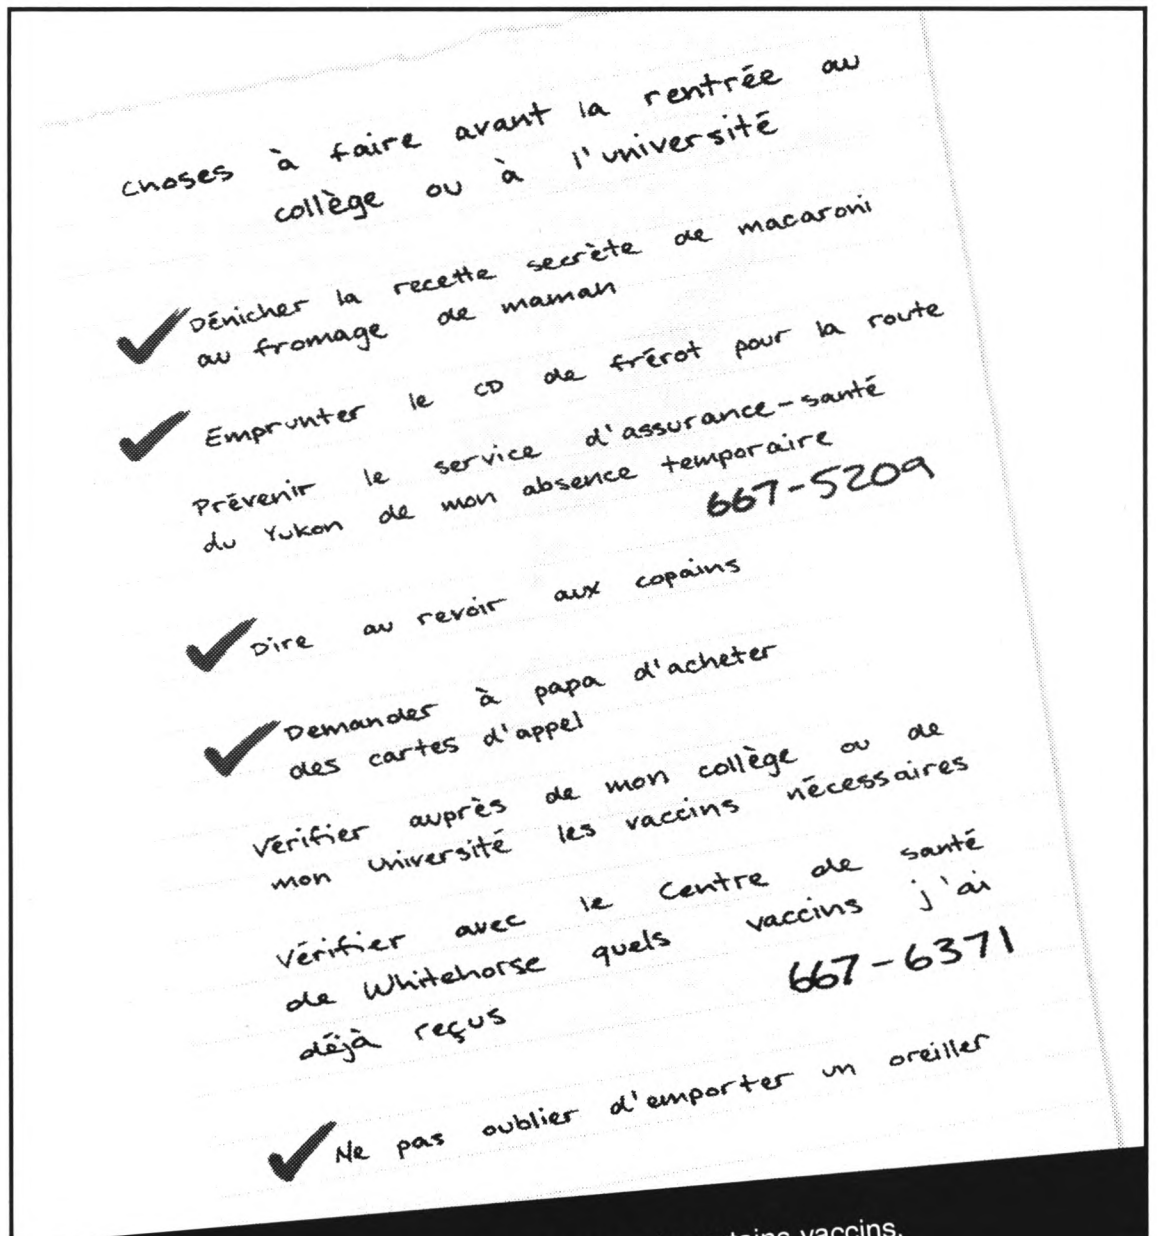 choses à faire avant la rentrée au
collège ou à l'université
Dénicher la recette secrète de macaroni
au fromage de maman
Emprunter le CD de frérot pour la route
Prévenir le service d'assurance-santé
du Yukon de mon absence temporaire
667-5209
Dire au revoir aux copains
Demander à papa d'acheter
des cartes d'appel
Vérifier auprès de mon collège ou de
mon université les vaccins nécessaires
Vérifier avec le Centre de santé
de Whitehorse quels vaccins j'ai
déjà reçus
667-6371
Ne pas oublier d'emporter un oreiller
vaccins.